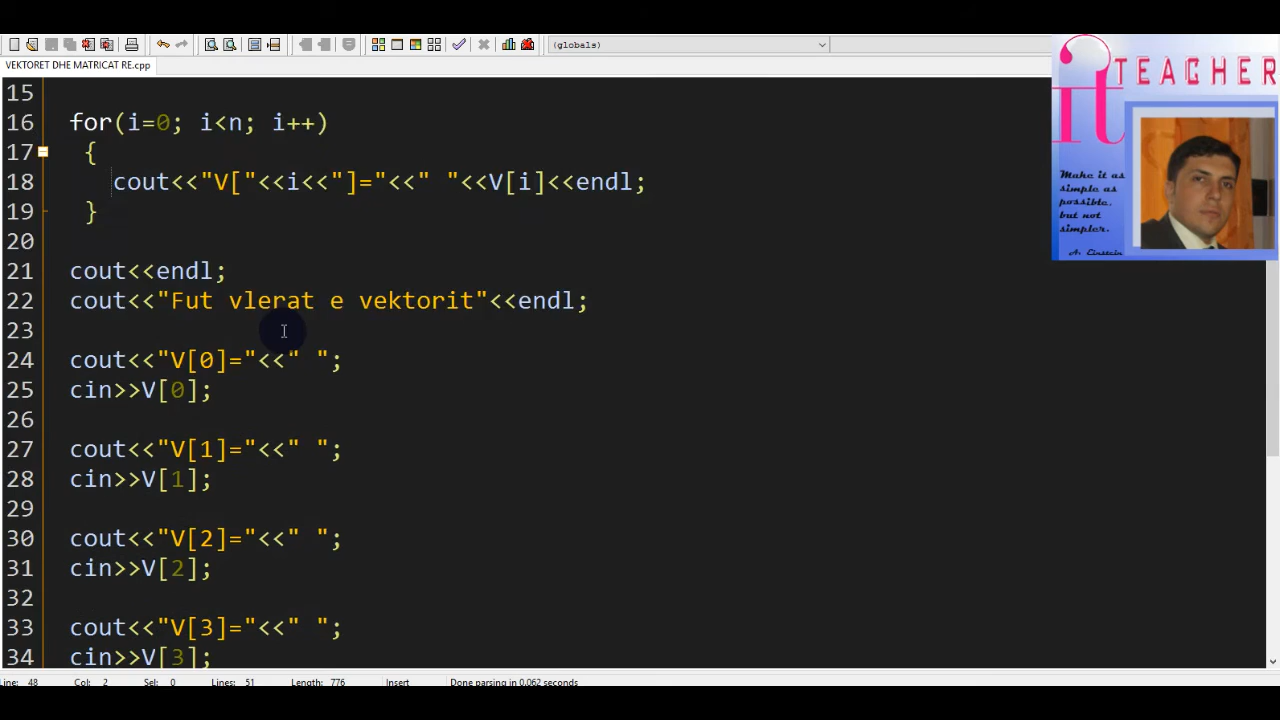 (globals)
VEKTORET DHE MATRICAT RE.cpp
15
16 for(i=0; i<n; i++)
17 {
18 cout<<"V["<<i<<"]="<<" "<<V[i]<<endl;
19 }
20
21 cout<<endl;
22 cout<<"Fut vlerat e vektorit"<<endl;
23
24 cout<<"V[0]="<<" ";
25 cin>>V[0];
26
27 cout<<"V[1]="<<" ";
28 cin>>V[1];
29
30 cout<<"V[2]="<<" ";
31 cin>>V[2];
32
33 cout<<"V[3]="<<" ";
34 cin>>V[3];
Line: 48 Col: 2 Sel: 0 Lines: 51 Length: 776 Insert Done parsing in 0.062 seconds
it TEACHER
Make it as
simple as
possible,
but not
simpler.
A. Einstein